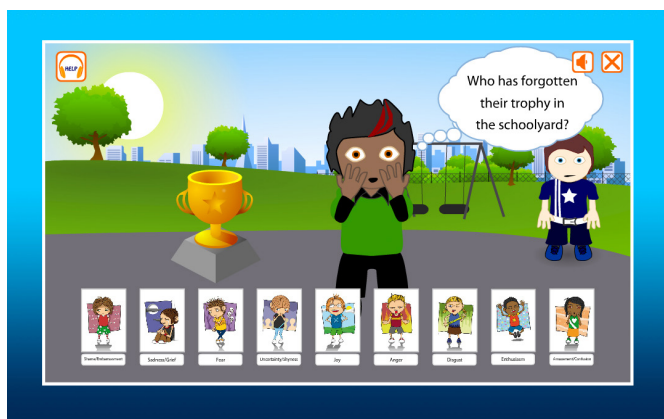 HELP
Who has forgotten
their trophy in
the schoolyard?
Shame/Embarrassment
Sadness/Grief
Fear
Uncertainty/Shyness
Joy
Anger
Disgust
Enthusiasm
Amazement/Confusion